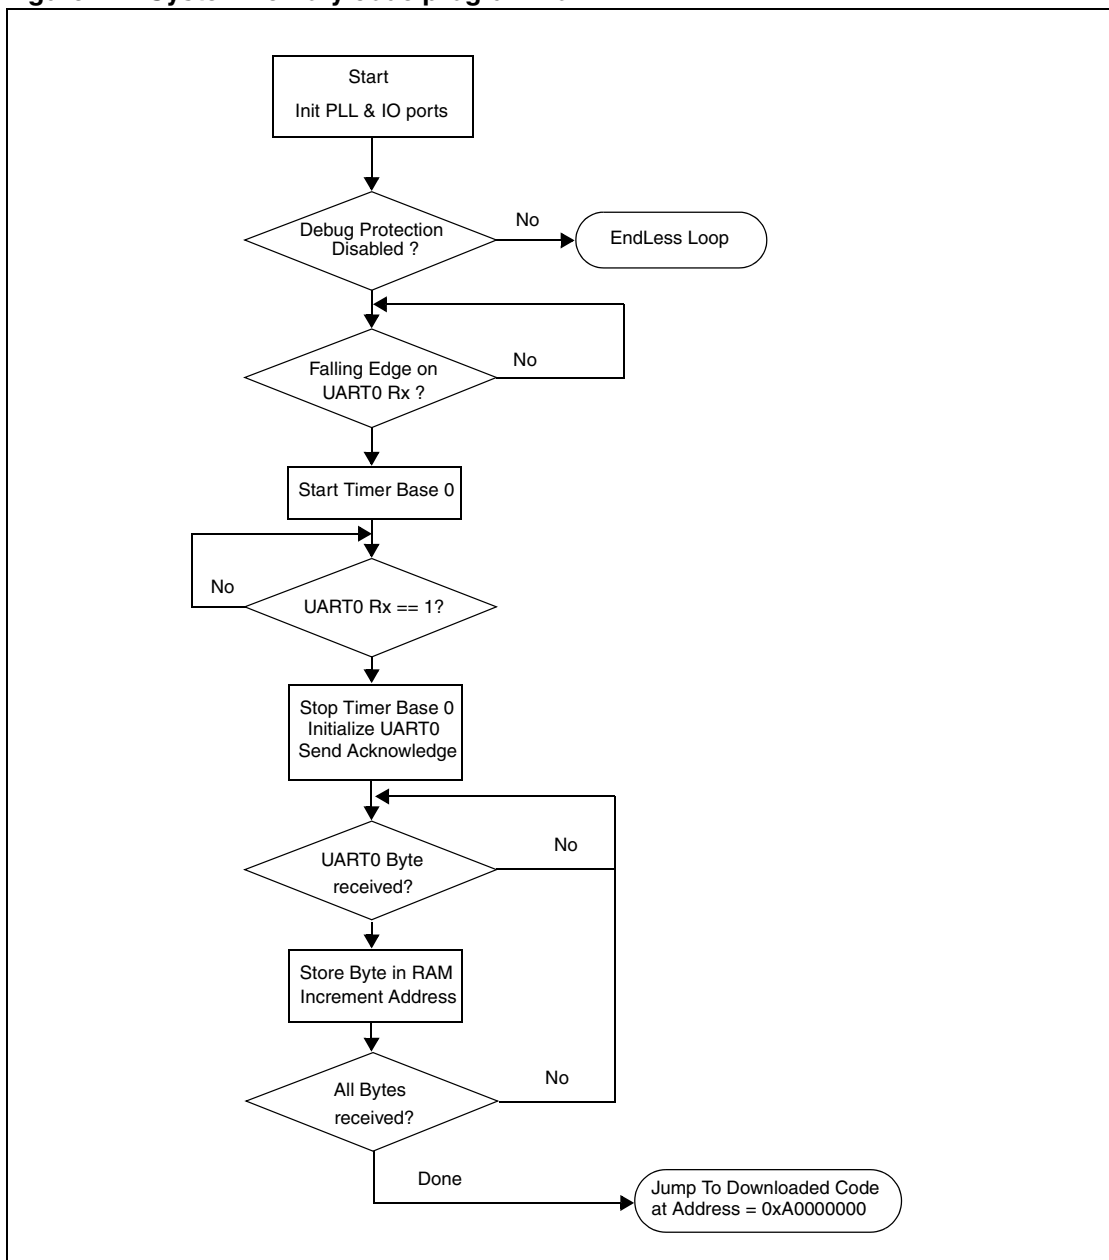 Start
Init PLL & IO ports
Debug Protection
Disabled ?
No
EndLess Loop
Falling Edge on
UART0 Rx ?
No
Start Timer Base 0
No
UART0 Rx == 1?
Stop Timer Base 0
Initialize UART0
Send Acknowledge
UART0 Byte
received?
No
Store Byte in RAM
Increment Address
All Bytes
received?
No
Done
Jump To Downloaded Code
at Address = 0xA0000000